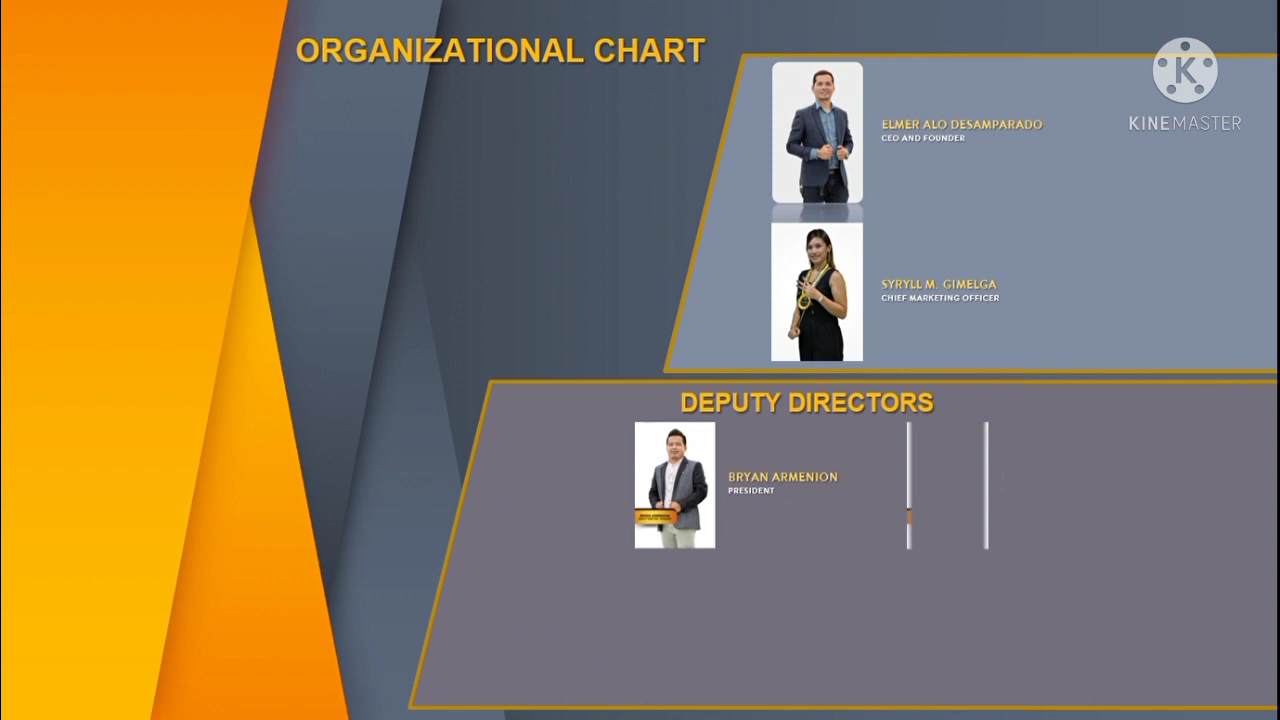 ORGANIZATIONAL CHART
K
KINEMASTER
ELMER ALO DESAMPARADO
CEO AND FOUNDER
SYRYLL M. GIMELGA
CHIEF MARKETING OFFICER
DEPUTY DIRECTORS
BRYAN ARMENION
PRESIDENT